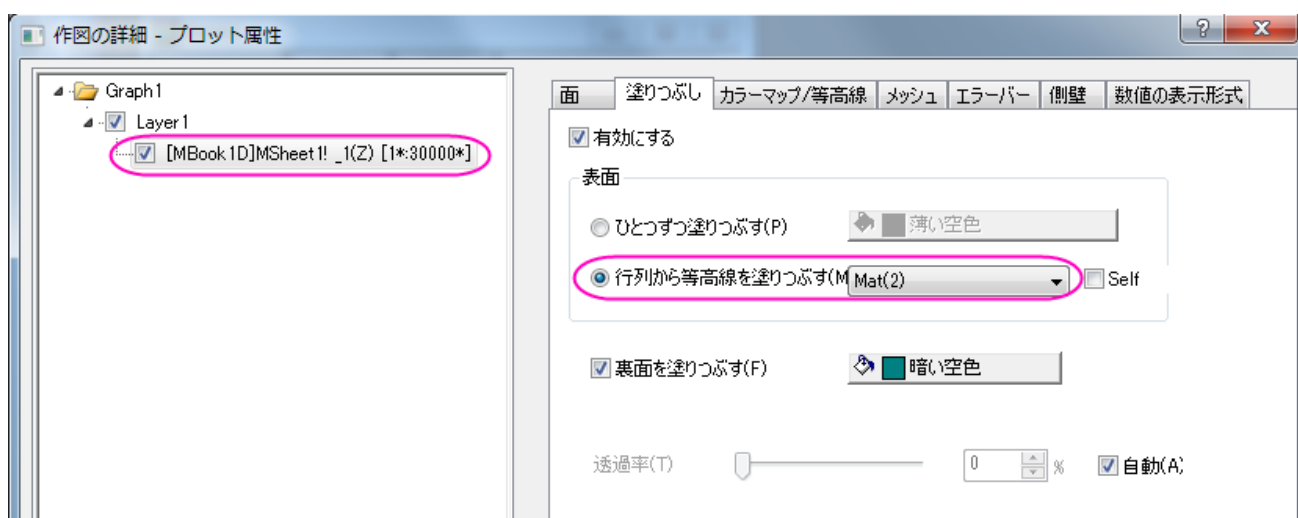 作図の詳細 - プロット属性
? x
Graph1
Layer1
[MBook1D]MSheet1! _1(Z) [1*:30000*]
面 塗りつぶし カラーマップ/等高線 メッシュ エラーバー 側壁 数値の表示形式
有効にする
表面
ひとつずつ塗りつぶす(P) 薄い空色
行列から等高線を塗りつぶす(M Mat(2) Self
裏面を塗りつぶす(F) 暗い空色
透過率(T) 0 % 自動(A)